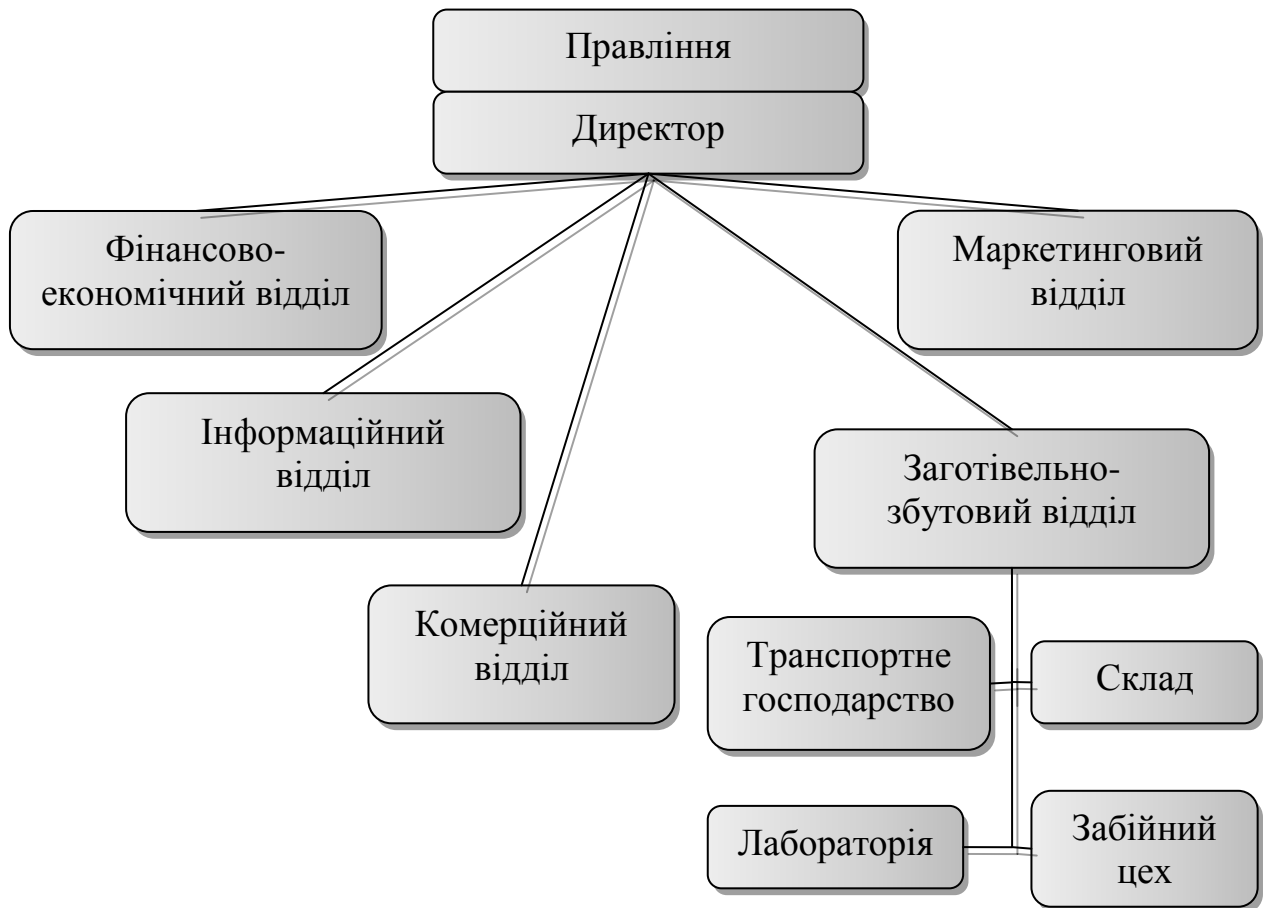 Правління
Директор
Фінансово-
економічний відділ
Маркетинговий
відділ
Інформаційний
відділ
Заготівельно-
збутовий відділ
Комерційний
відділ
Транспортне
господарство
Склад
Лабораторія
Забійний
цех